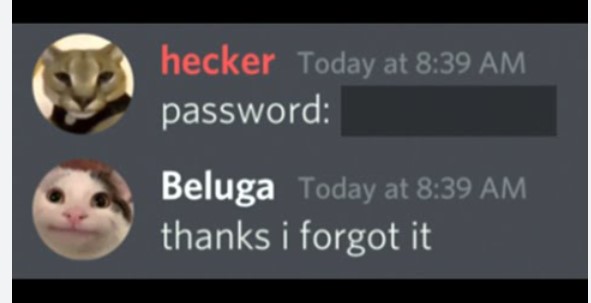 hecker Today at 8:39 AM
password:
Beluga Today at 8:39 AM
thanks i forgot it